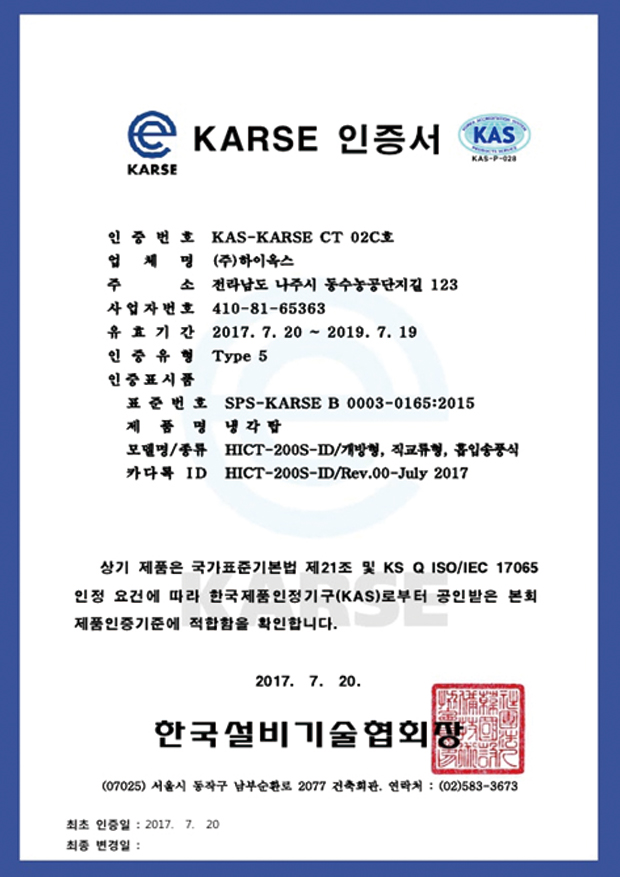 KARSE
KARSE 인증서
KOREA ACCREDITATION SYSTEM
KAS
PRODUCTS SERVICE
KAS-P-028
인 증 번 호 KAS-KARSE CT 02C호
업 체 명 (주)하이옥스
주 소 전라남도 나주시 동수농공단지길 123
사업자번호 410-81-65363
유 효 기 간 2017. 7. 20 ~ 2019. 7. 19
인 증 유 형 Type 5
인증표시품
표 준 번 호 SPS-KARSE B 0003-0165:2015
제 품 명 냉각탑
모델명/종류 HICT-200S-ID/개방형, 직교류형, 흡입송풍식
카다록 ID HICT-200S-ID/Rev.00-July 2017
상기 제품은 국가표준기본법 제21조 및 KS Q ISO/IEC 17065
인정 요건에 따라 한국제품인정기구(KAS)로부터 공인받은 본회
제품인증기준에 적합함을 확인합니다.
KARSE
2017. 7. 20.
한국설비기술협회장
(07025) 서울시 동작구 남부순환로 2077 건축회관. 연락처 : (02)583-3673
최초 인증일 : 2017. 7. 20
최종 변경일 :